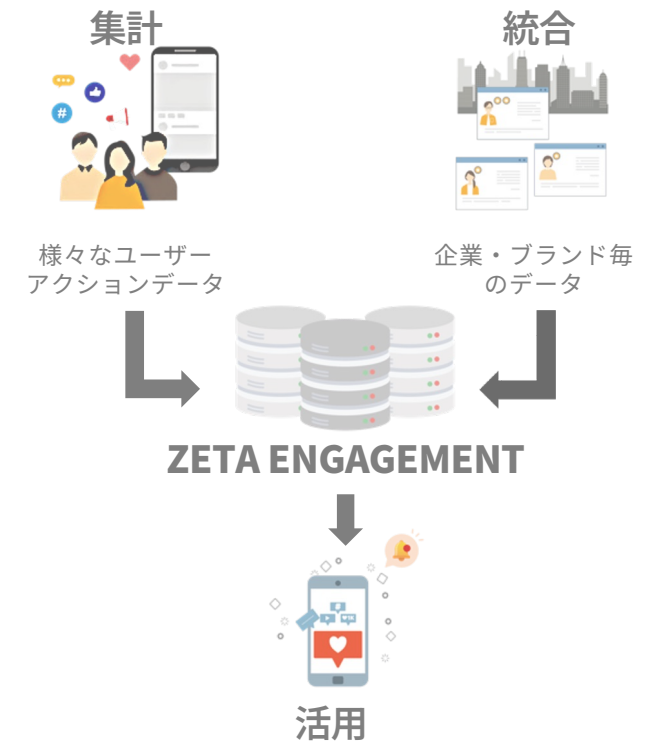 集計
統合
様々なユーザー
アクションデータ
企業・ブランド毎
のデータ
ZETA ENGAGEMENT
活用